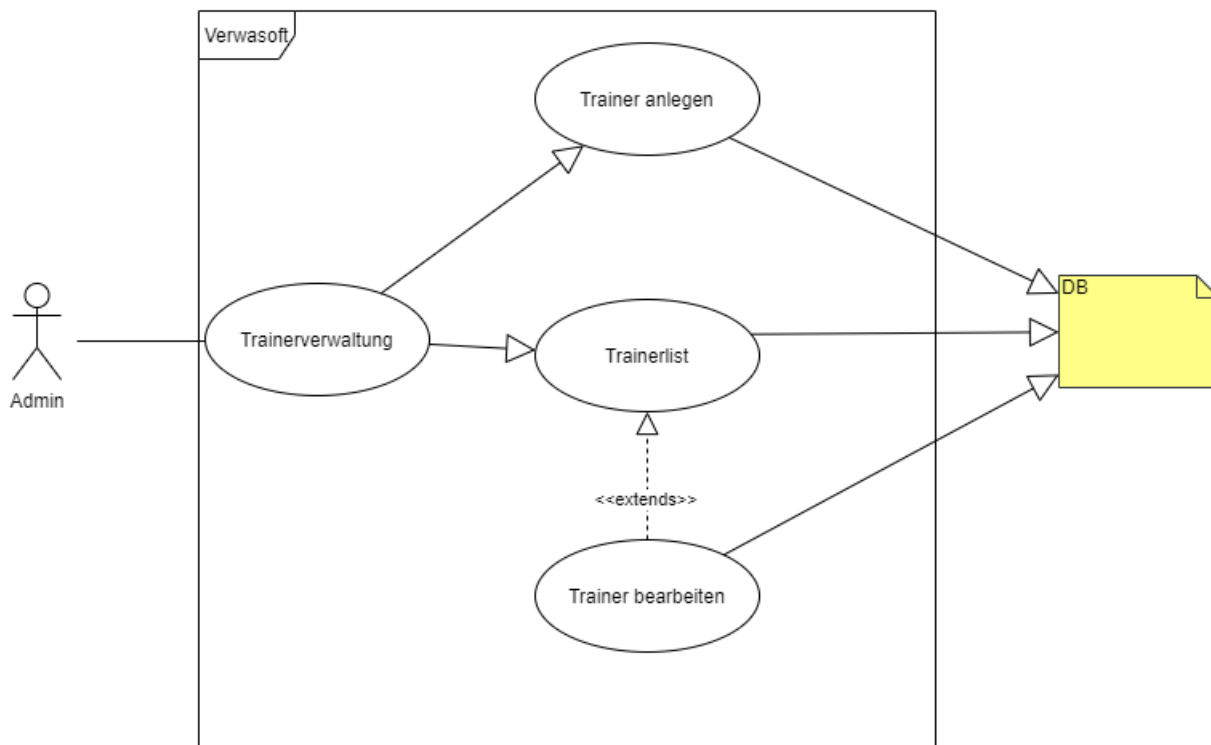 Verwasoft
Trainer anlegen
DB
Trainerverwaltung
Trainerlist
Admin
<<extends>>
Trainer bearbeiten